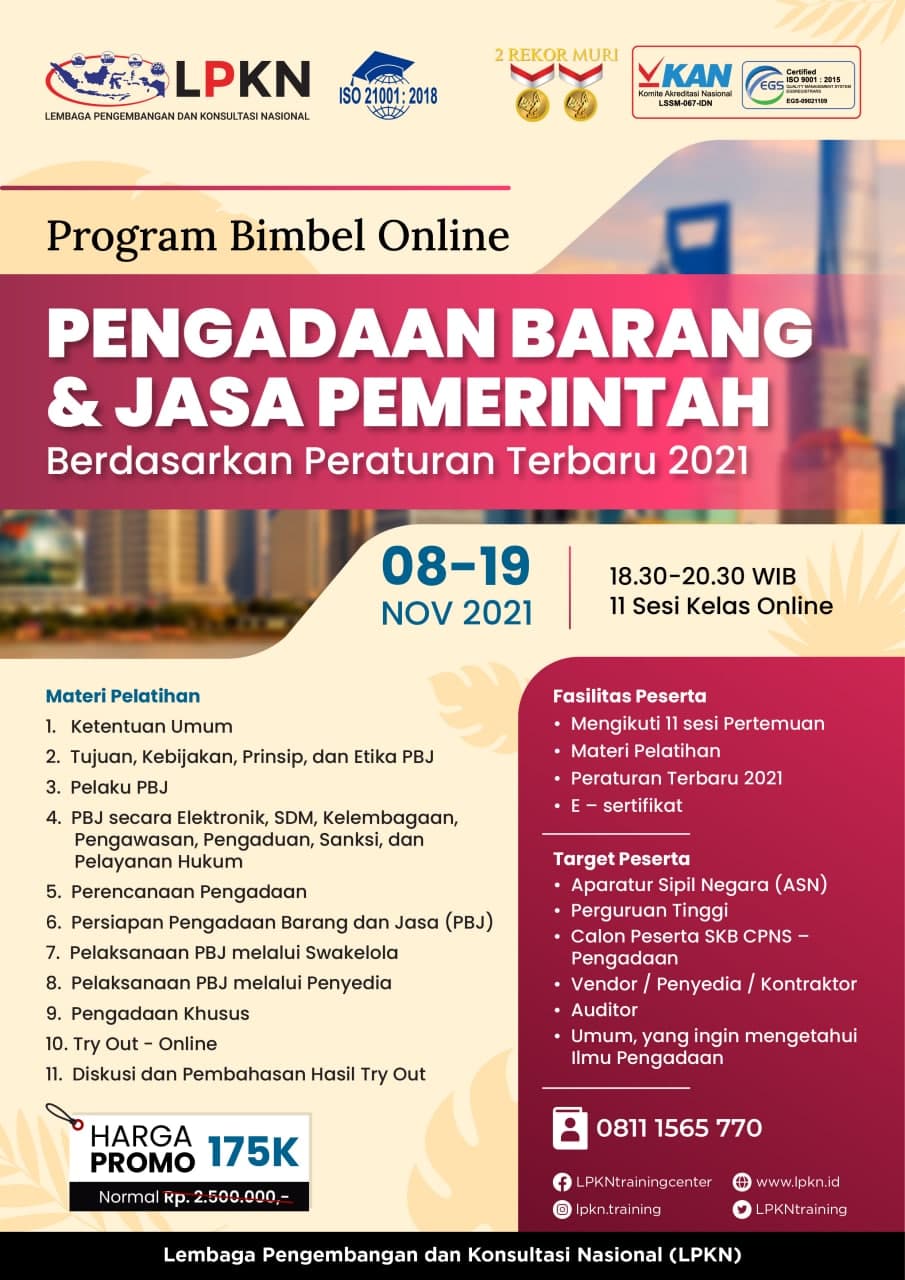 LPKN
LEMBAGA PENGEMBANGAN DAN KONSULTASI NASIONAL
ISO 21001 : 2018
2 REKOR MURI
KAN
Komite Akreditasi Nasional
LSSM-067-IDN
EGS
Certified
ISO 9001 : 2015
QUALITY MANAGEMENT SYSTEM
EGS-09021109
Program Bimbel Online
PENGADAAN BARANG
& JASA PEMERINTAH
Berdasarkan Peraturan Terbaru 2021
08-19
NOV 2021
18.30-20.30 WIB
11 Sesi Kelas Online
Materi Pelatihan
1. Ketentuan Umum
2. Tujuan, Kebijakan, Prinsip, dan Etika PBJ
3. Pelaku PBJ
4. PBJ secara Elektronik, SDM, Kelembagaan,
Pengawasan, Pengaduan, Sanksi, dan
Pelayanan Hukum
5. Perencanaan Pengadaan
6. Persiapan Pengadaan Barang dan Jasa (PBJ)
7. Pelaksanaan PBJ melalui Swakelola
8. Pelaksanaan PBJ melalui Penyedia
9. Pengadaan Khusus
10. Try Out - Online
11. Diskusi dan Pembahasan Hasil Try Out
HARGA
PROMO 175K
Normal Rp. 2.500.000,-
Fasilitas Peserta
• Mengikuti 11 sesi Pertemuan
• Materi Pelatihan
• Peraturan Terbaru 2021
• E – sertifikat
Target Peserta
• Aparatur Sipil Negara (ASN)
• Perguruan Tinggi
• Calon Peserta SKB CPNS –
Pengadaan
• Vendor / Penyedia / Kontraktor
• Auditor
• Umum, yang ingin mengetahui
Ilmu Pengadaan
0811 1565 770
LPKNtrainingcenter
www.lpkn.id
lpkn.training
LPKNtraining
Lembaga Pengembangan dan Konsultasi Nasional (LPKN)